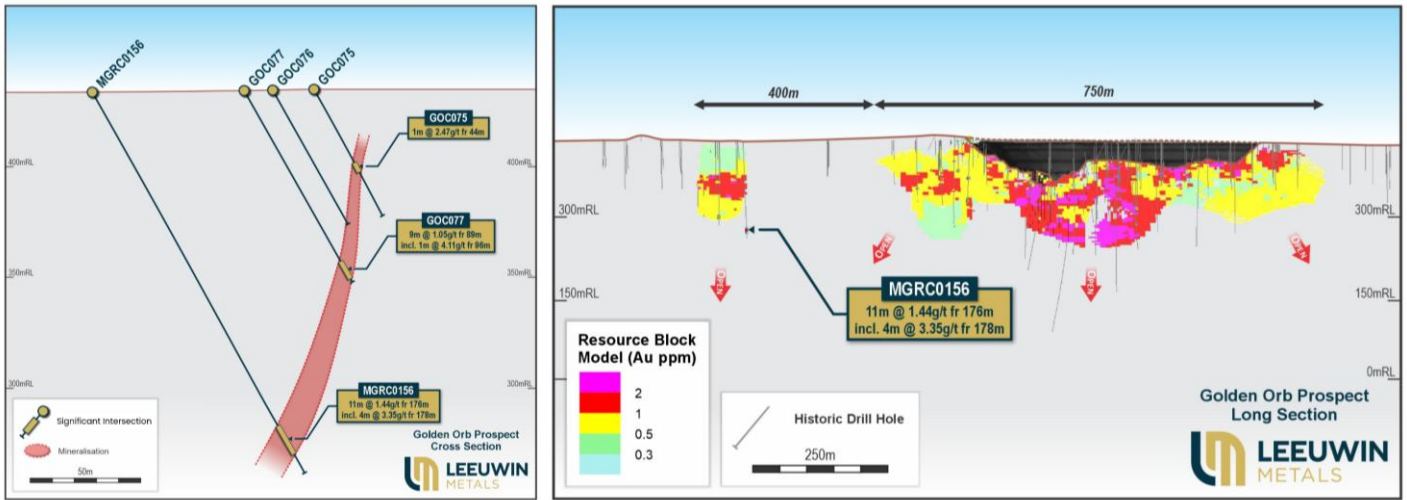 MGRC0156
GOC077
GOC076
GOC075
GOC075
1m @ 2.47g/t fr 44m
400mRL
400mRL
GOC077
9m @ 1.05g/t fr 89m
incl. 1m @ 4.11g/t fr 96m
350mRL
350mRL
300mRL
300mRL
MGRC0156
11m @ 1.44g/t fr 176m
incl. 4m @ 3.35g/t fr 178m
Significant Intersection
Mineralisation
50m
Golden Orb Prospect
Cross Section
LEEUWIN
METALS
400m
750m
300mRL
300mRL
OPEN
OPEN
OPEN
OPEN
150mRL
150mRL
MGRC0156
11m @ 1.44g/t fr 176m
incl. 4m @ 3.35g/t fr 178m
Resource Block
Model (Au ppm)
2
1
0.5
0.3
Historic Drill Hole
250m
0mRL
Golden Orb Prospect
Long Section
LEEUWIN
METALS